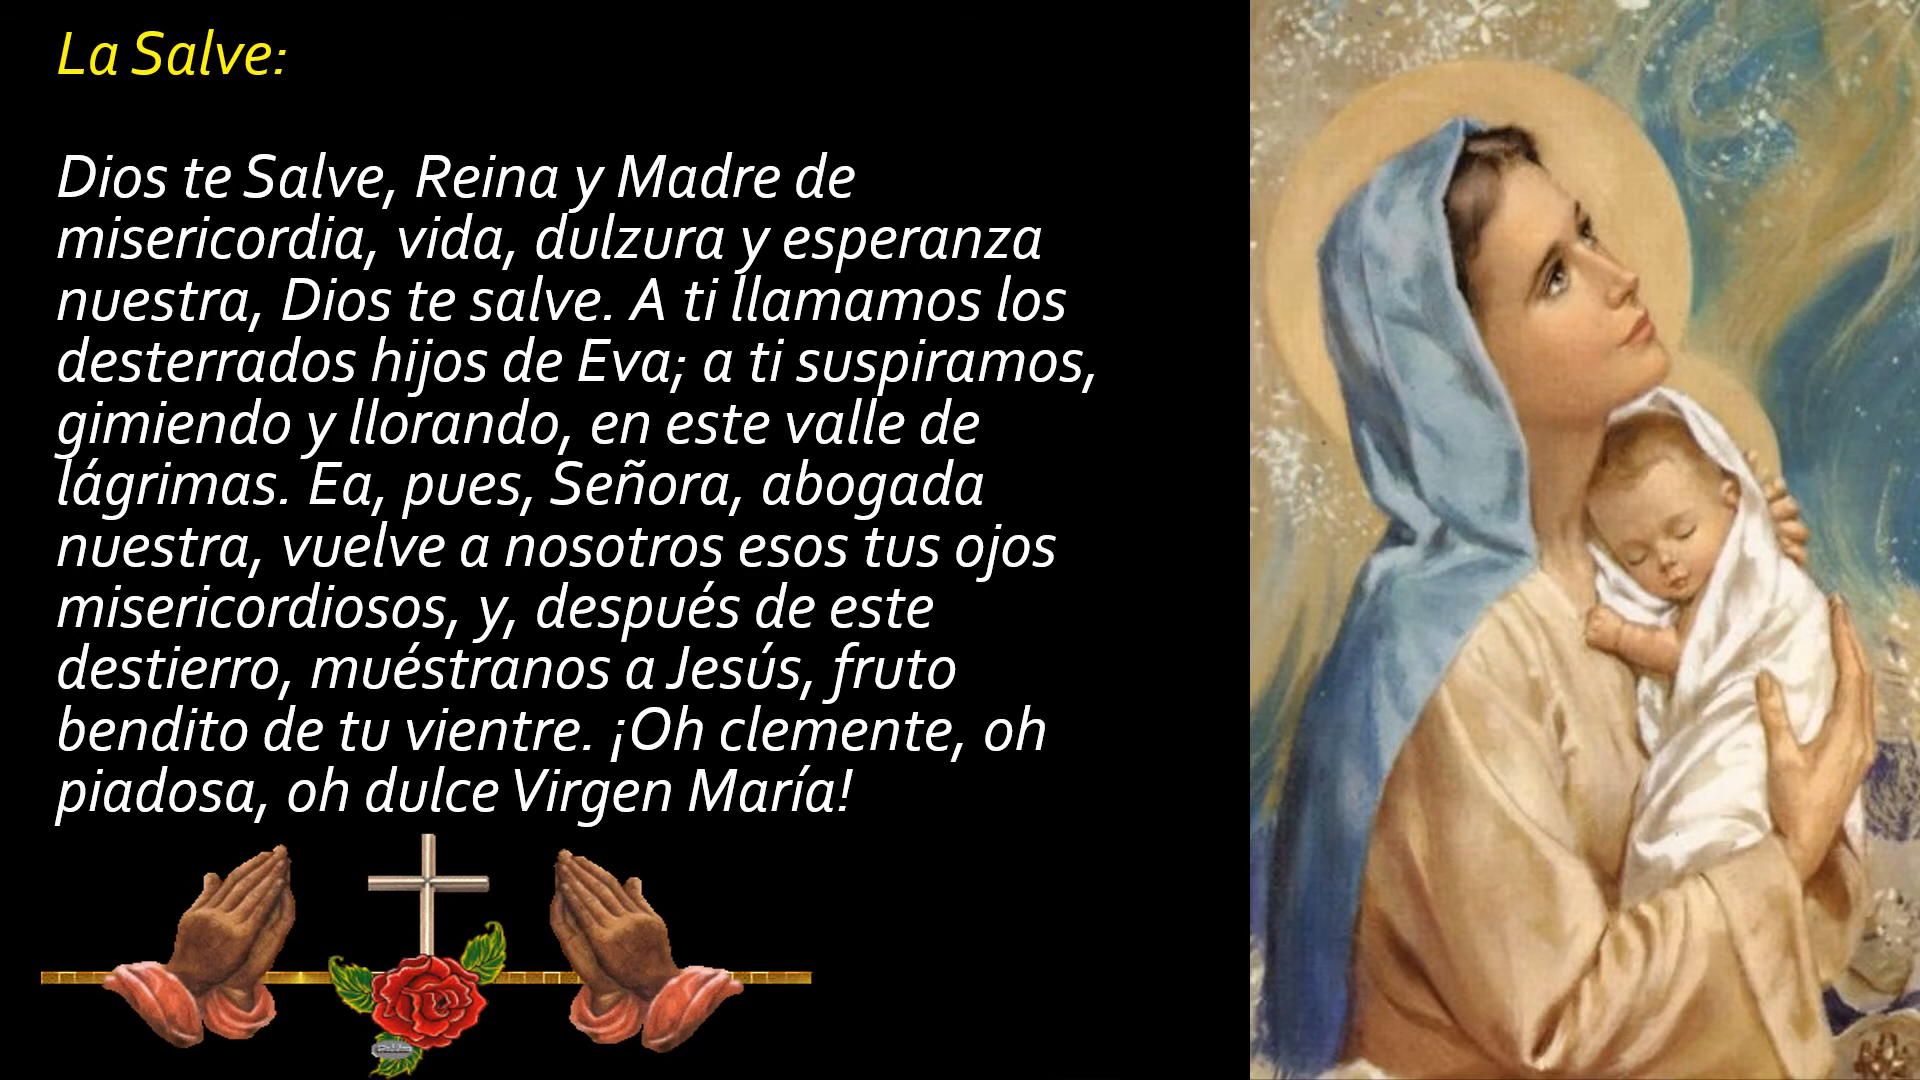 La Salve:
Dios te Salve, Reina y Madre de
misericordia, vida, dulzura y esperanza
nuestra, Dios te salve. A ti llamamos los
desterrados hijos de Eva; a ti suspiramos,
gimiendo y llorando, en este valle de
lágrimas. Ea, pues, Señora, abogada
nuestra, vuelve a nosotros esos tus ojos
misericordiosos, y, después de este
destierro, muéstranos a Jesús, fruto
bendito de tu vientre. ¡Oh clemente, oh
piadosa, oh dulce Virgen María!